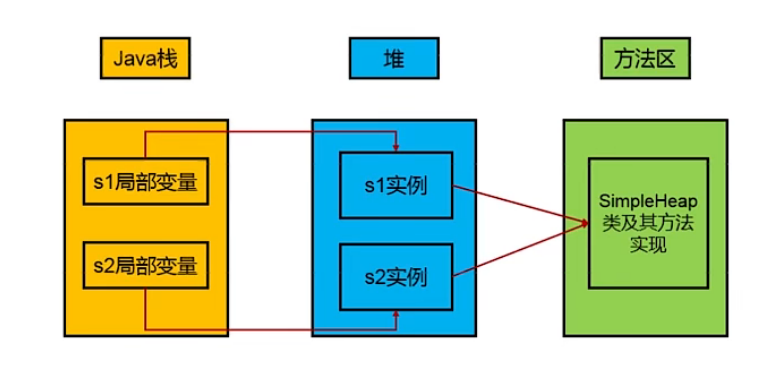 Java栈
堆
方法区
s1局部变量
s2局部变量
s1实例
s2实例
SimpleHeap
类及其方法
实现